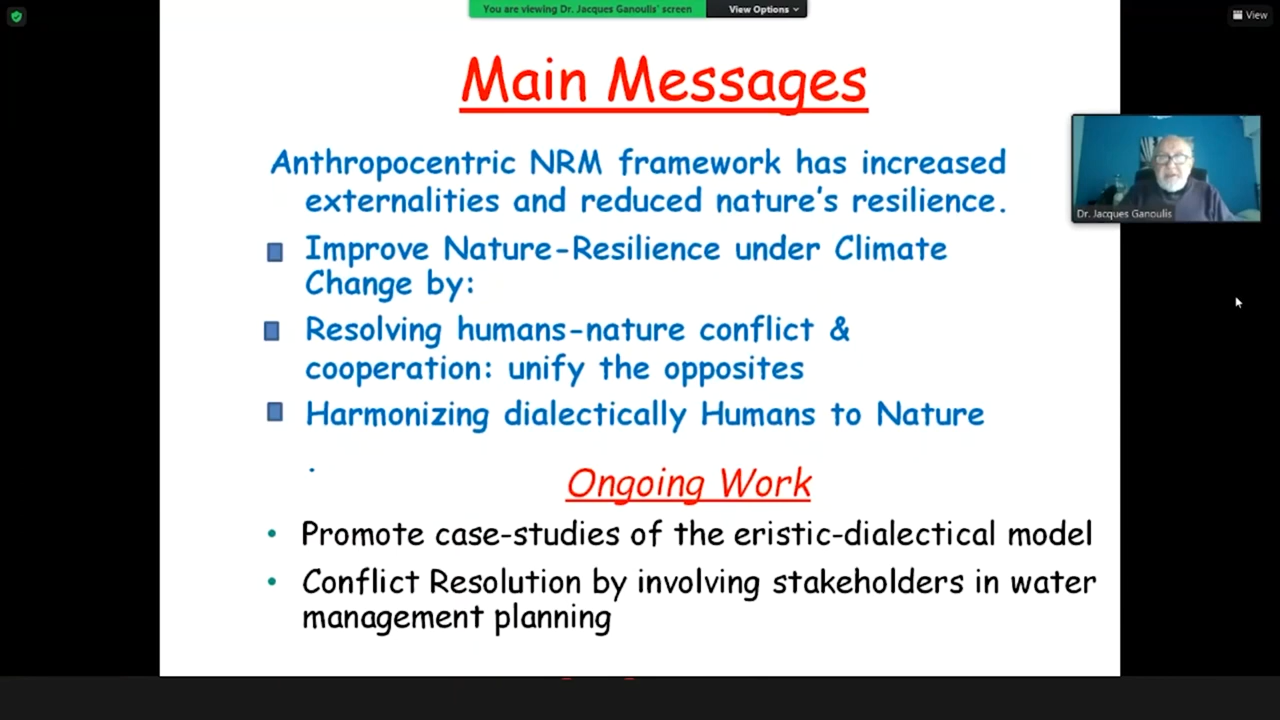 You are viewing Dr. Jacques Ganoulis' screen
View Options
View
Main Messages
Anthropocentric NRM framework has increased
externalities and reduced nature's resilience.
Improve Nature-Resilience under Climate
Change by:
Resolving humans-nature conflict &
cooperation: unify the opposites
Harmonizing dialectically Humans to Nature
.
Dr. Jacques Ganoulis
Ongoing Work
• Promote case-studies of the eristic-dialectical model
• Conflict Resolution by involving stakeholders in water
management planning